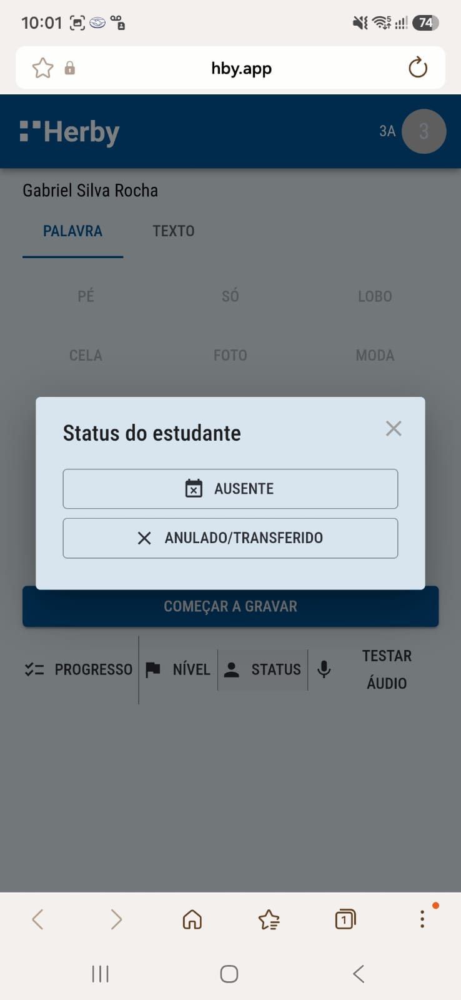 10:01
5
74
hby.app
Herby
3A
3
Gabriel Silva Rocha
PALAVRA
TEXTO
PÉ
SÓ
LOBO
CELA
FOTO
MODA
Status do estudante
AUSENTE
ANULADO/TRANSFERIDO
COMEÇAR A GRAVAR
PROGRESSO
NÍVEL
STATUS
TESTAR
ÁUDIO
1